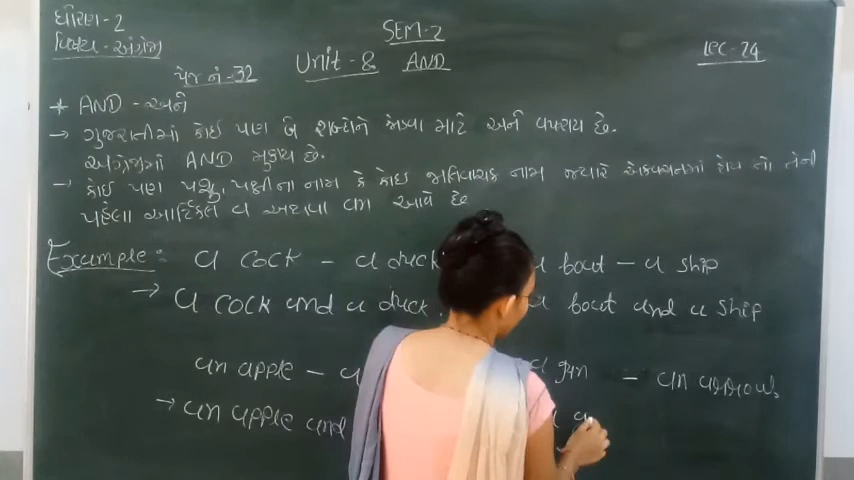 ધોરણ-2
SEM-2
વિષય-અંગ્રેજી
Unit-8 AND
LEC-24
પેજ નં-32
* AND - અને
→ ગુજરાતીમાં કોઈ પણ બે શબ્દોને જોડવા માટે અને વપરાય છે.
અંગ્રેજીમાં AND મુકાય છે.
→ કોઈ પણ પશુ, પક્ષીના નામ કે કોઇ જાતિવાચક નામ જ્યારે એકવચનમાં હોય તો તેની
પહેલા આર્ટિકલ a અથવા an આવે છે
Example: a cock - a duck a boat - a ship
→ a cock and a duck. a boat and a ship
an apple - a a gun - an arrow.
→ an apple and